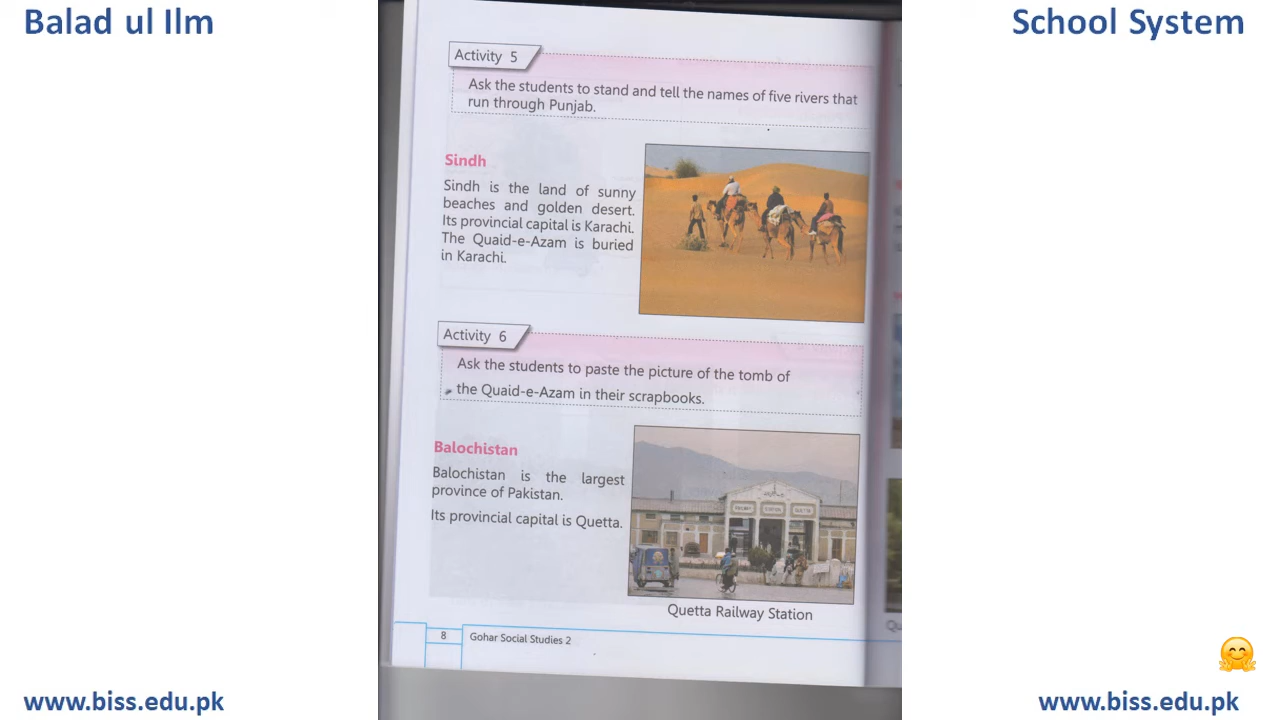 Balad ul Ilm
School System
Activity 5
Ask the students to stand and tell the names of five rivers that
run through Punjab.
Sindh
Sindh is the land of sunny
beaches and golden desert.
Its provincial capital is Karachi.
The Quaid-e-Azam is buried
in Karachi.
Activity 6
Ask the students to paste the picture of the tomb of
the Quaid-e-Azam in their scrapbooks.
Balochistan
Balochistan is the largest
province of Pakistan.
Its provincial capital is Quetta.
RAILWAY STATION QUETTA
Quetta Railway Station
8
Gohar Social Studies 2
www.biss.edu.pk
www.biss.edu.pk